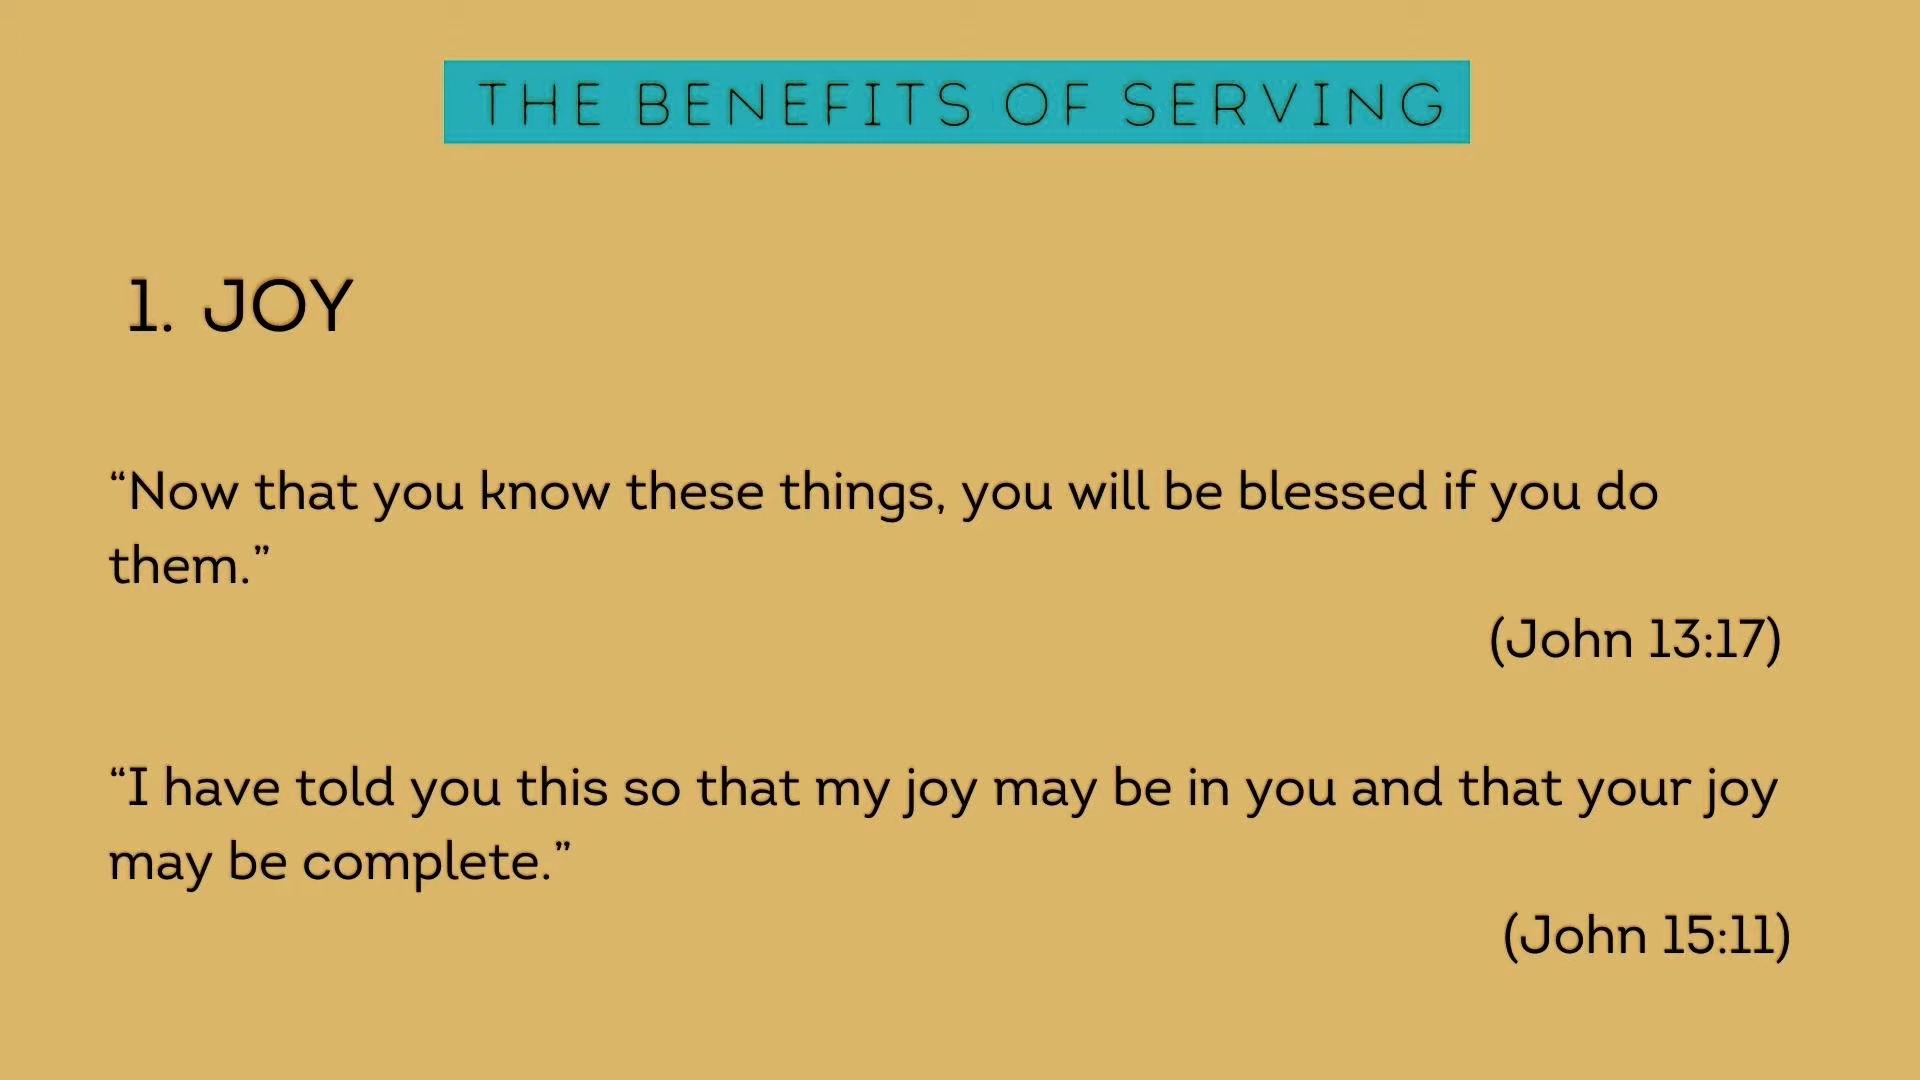 THE BENEFITS OF SERVING
1. JOY
“Now that you know these things, you will be blessed if you do
them.”
(John 13:17)
“I have told you this so that my joy may be in you and that your joy
may be complete.”
(John 15:11)